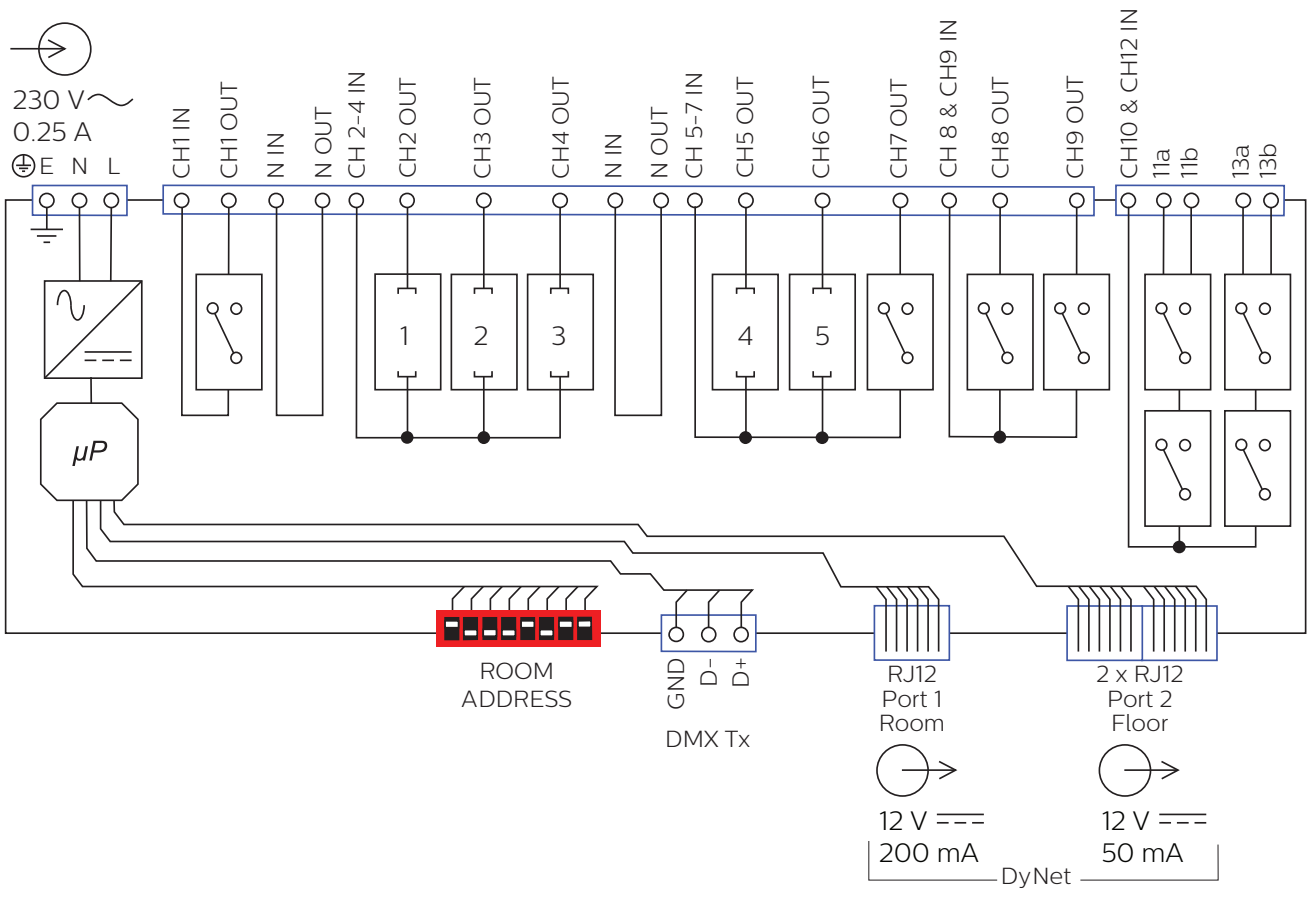 230 V
0.25 A
E N L
CH1 IN
CH1 OUT
N IN
N OUT
CH 2-4 IN
CH2 OUT
CH3 OUT
CH4 OUT
N IN
N OUT
CH 5-7 IN
CH5 OUT
CH6 OUT
CH7 OUT
CH 8 & CH9 IN
CH8 OUT
CH9 OUT
CH10 & CH12 IN
11a
11b
13a
13b
1
2
3
4
5
µP
ROOM
ADDRESS
GND
D-
D+
DMX Tx
RJ12
Port 1
Room
12 V
200 mA
2 x RJ12
Port 2
Floor
12 V
50 mA
DyNet